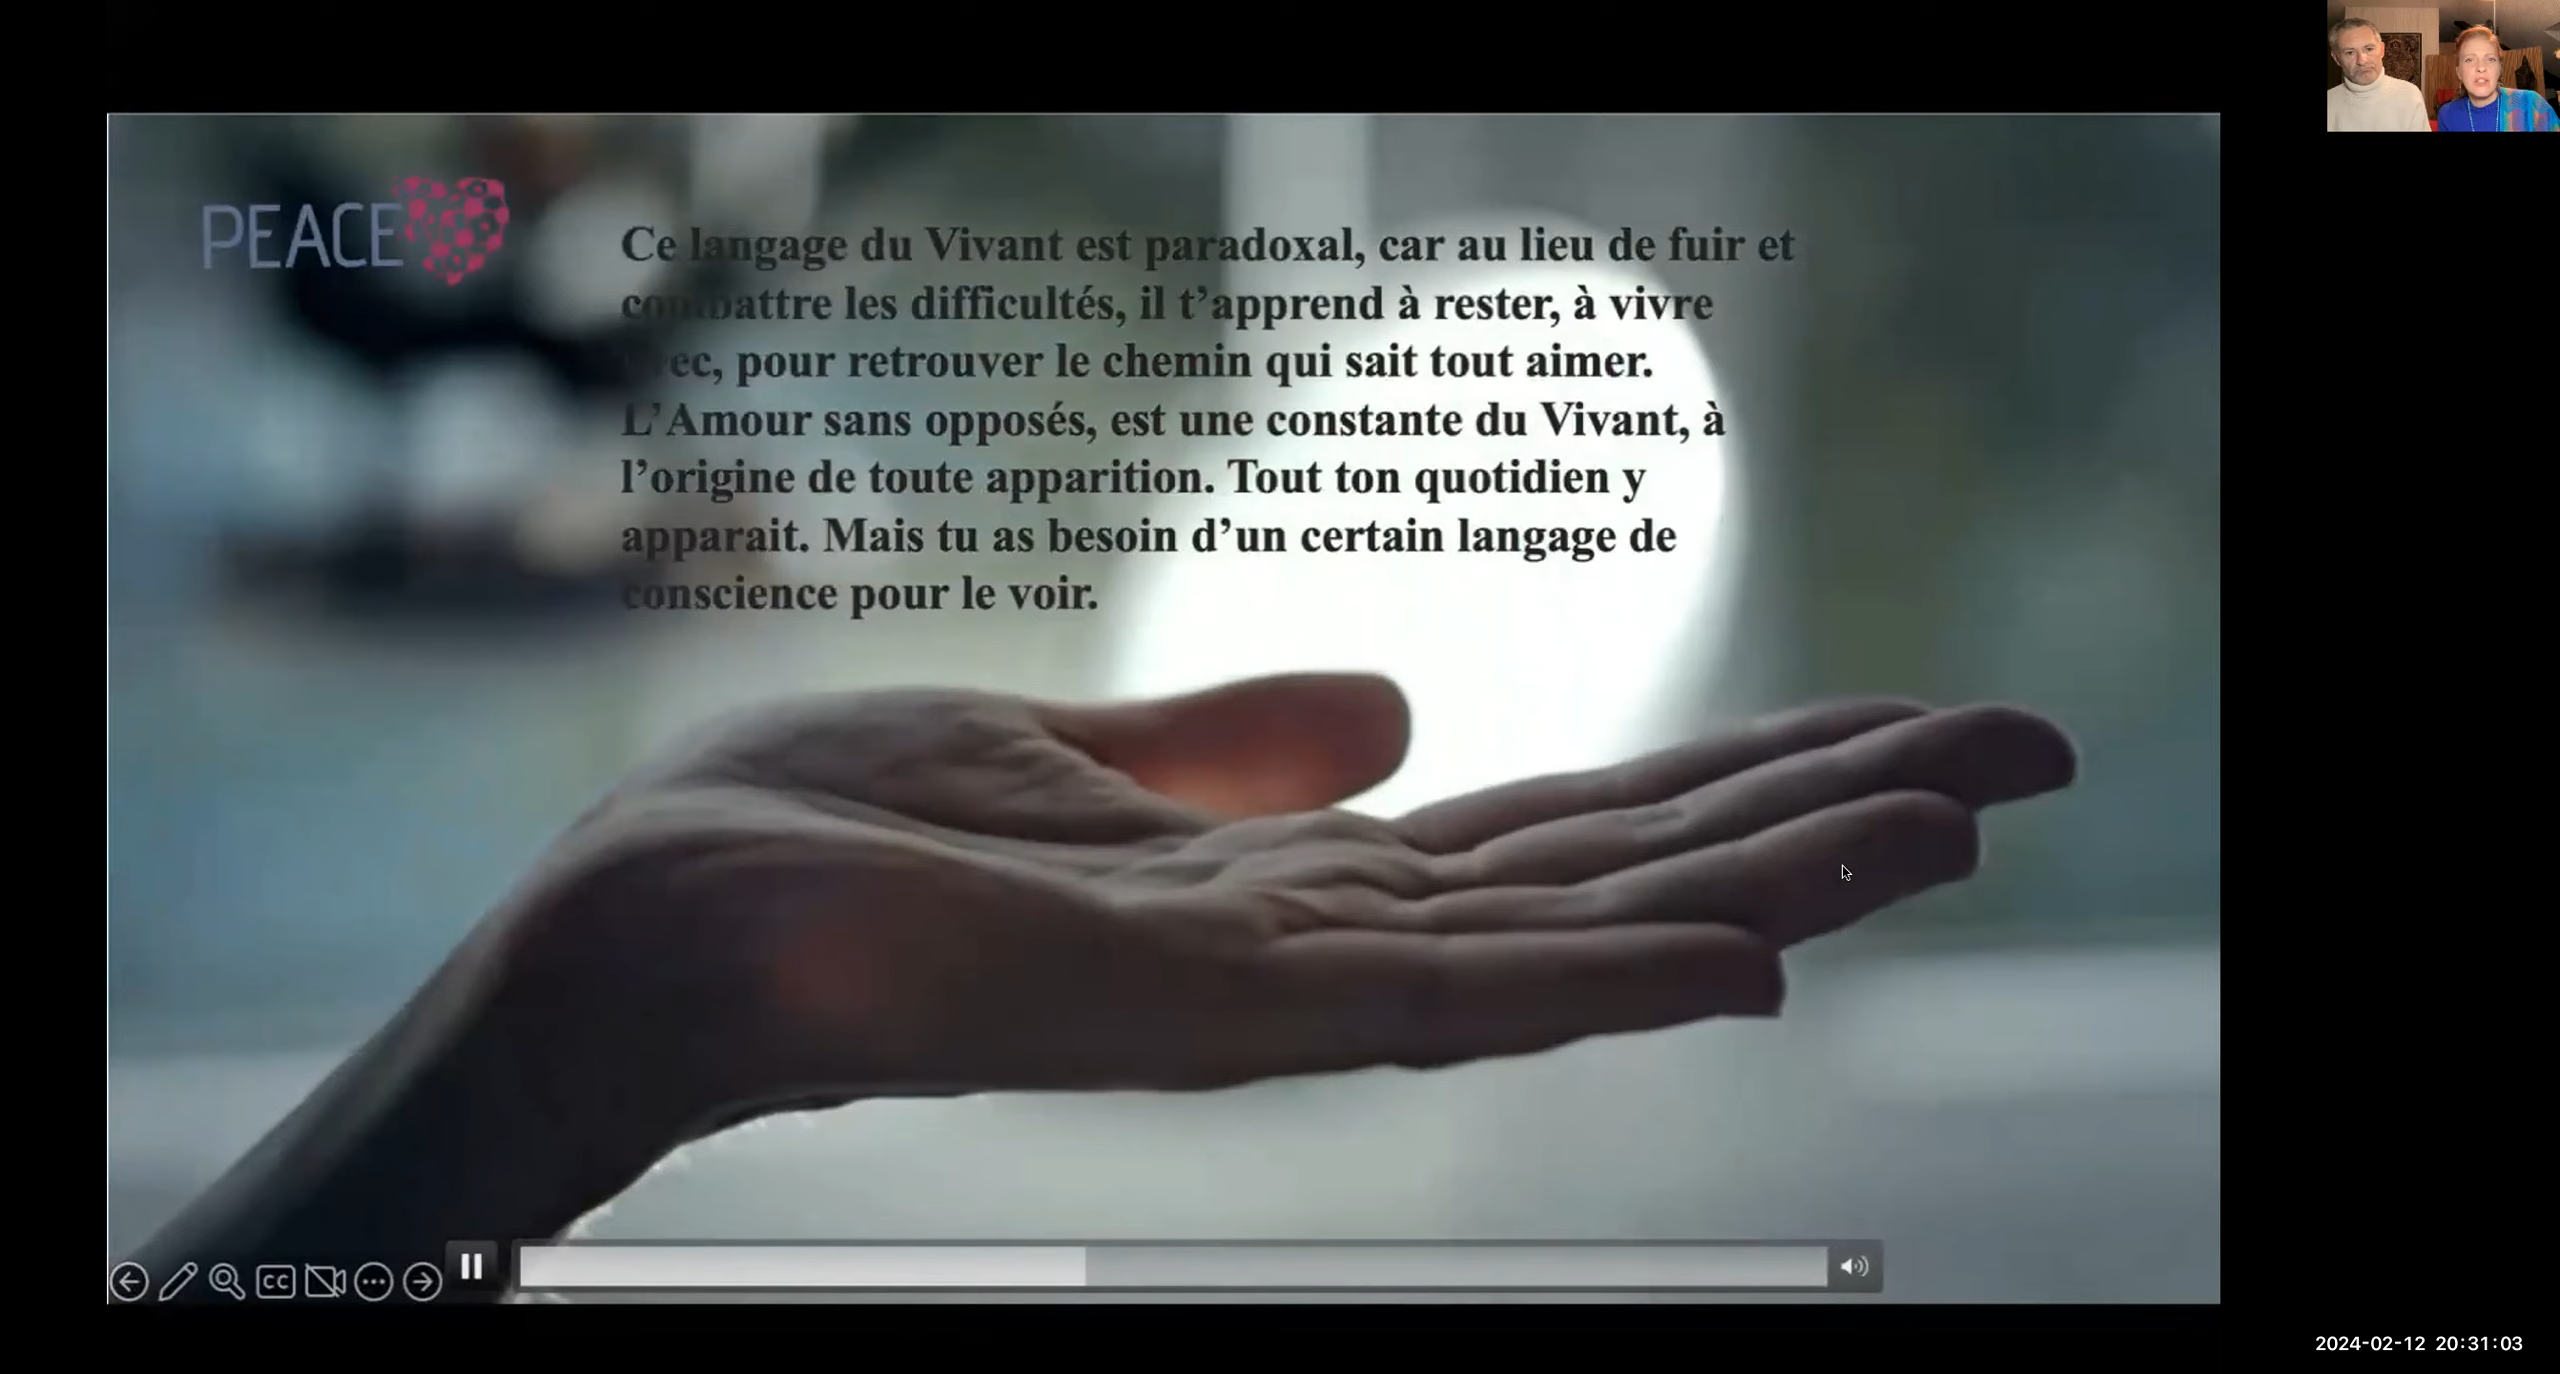 PEACE
Ce langage du Vivant est paradoxal, car au lieu de fuir et
combattre les difficultés, il t’apprend à rester, à vivre
avec, pour retrouver le chemin qui sait tout aimer.
L’Amour sans opposés, est une constante du Vivant, à
l’origine de toute apparition. Tout ton quotidien y
apparait. Mais tu as besoin d’un certain langage de
conscience pour le voir.
CC
2024-02-12 20:31:03